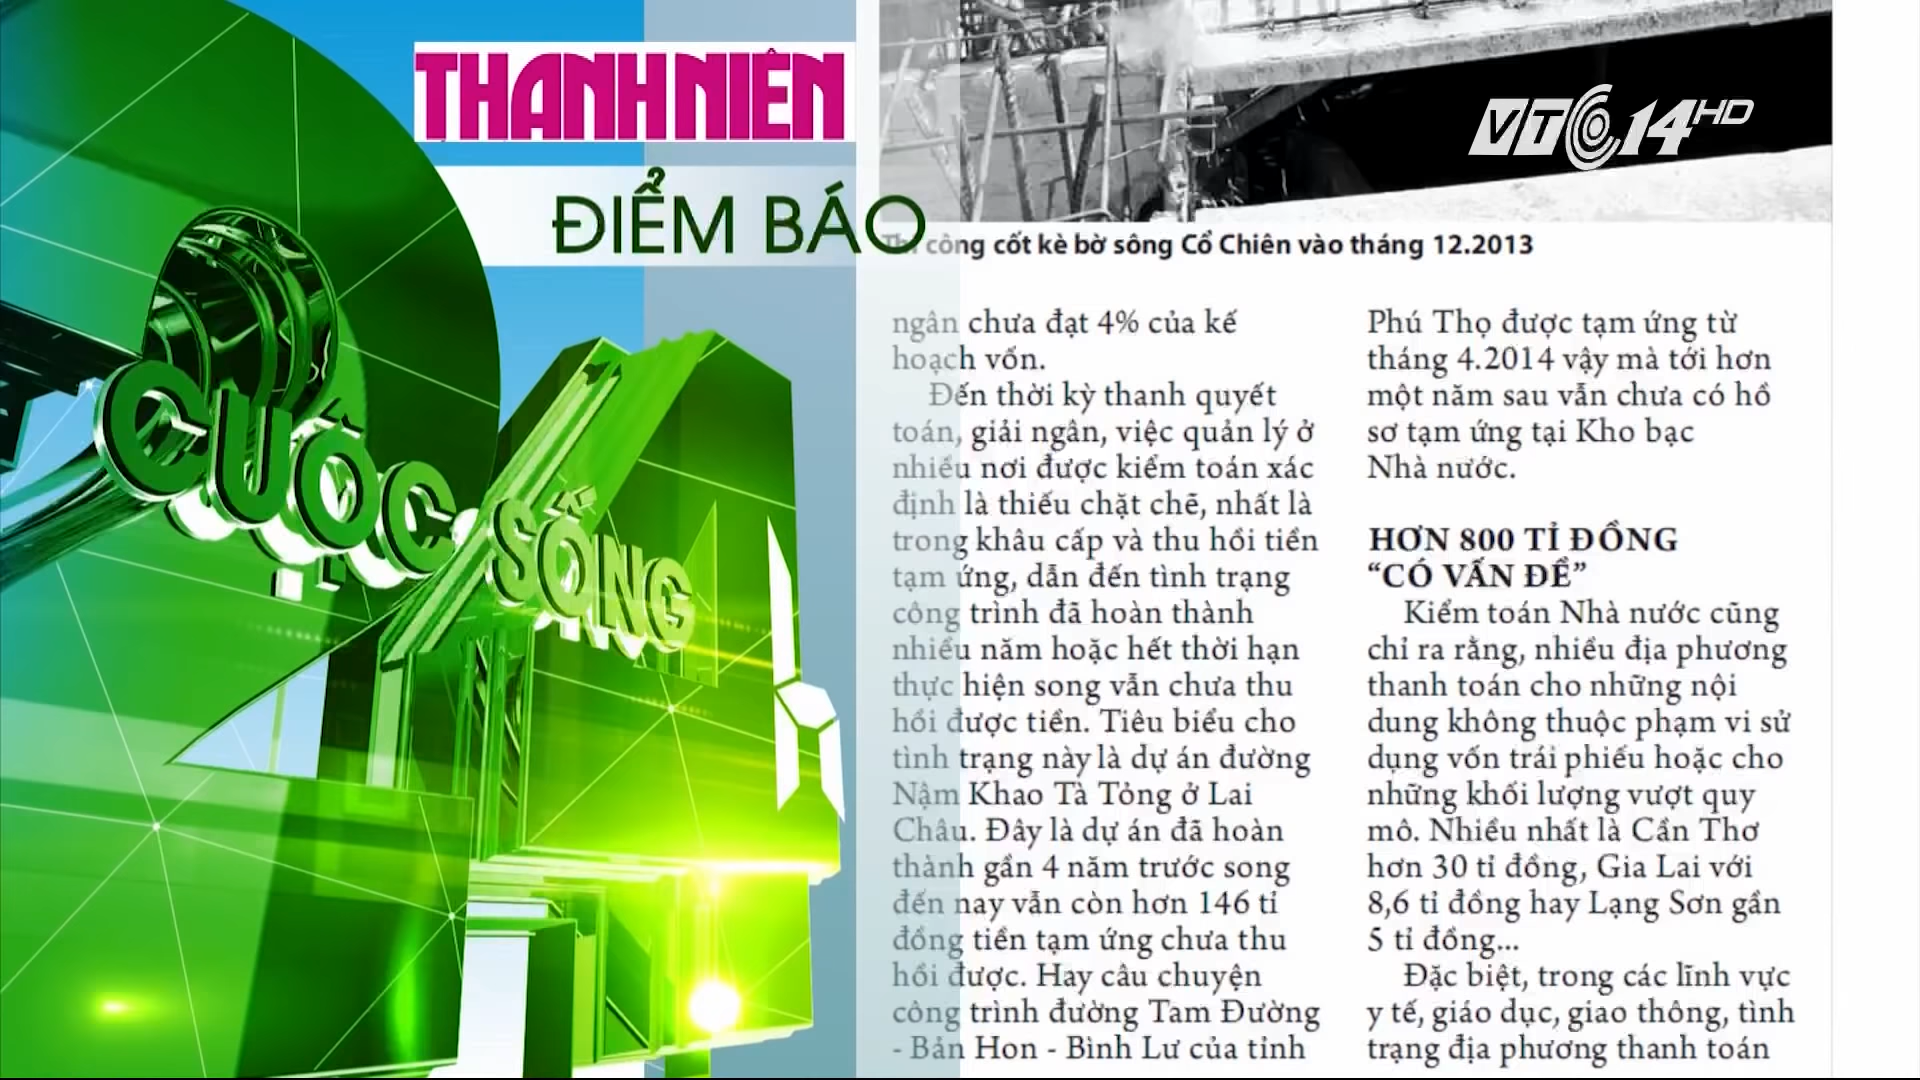 THANH NIÊN
ĐIỂM BÁO
CUỘC SỐNG
24h
VTC14HD
Thi công cốt kè bờ sông Cổ Chiên vào tháng 12.2013
ngân chưa đạt 4% của kế
hoạch vốn.
Đến thời kỳ thanh quyết
toán, giải ngân, việc quản lý ở
nhiều nơi được kiểm toán xác
định là thiếu chặt chẽ, nhất là
trong khâu cấp và thu hồi tiền
tạm ứng, dẫn đến tình trạng
công trình đã hoàn thành
nhiều năm hoặc hết thời hạn
thực hiện song vẫn chưa thu
hồi được tiền. Tiêu biểu cho
tình trạng này là dự án đường
Nậm Khao Tà Tỏng ở Lai
Châu. Đây là dự án đã hoàn
thành gần 4 năm trước song
đến nay vẫn còn hơn 146 tỉ
đồng tiền tạm ứng chưa thu
hồi được. Hay câu chuyện
công trình đường Tam Đường
- Bản Hon - Bình Lư của tỉnh
Phú Thọ được tạm ứng từ
tháng 4.2014 vậy mà tới hơn
một năm sau vẫn chưa có hồ
sơ tạm ứng tại Kho bạc
Nhà nước.
HƠN 800 TỈ ĐỒNG
“CÓ VẤN ĐỀ”
Kiểm toán Nhà nước cũng
chỉ ra rằng, nhiều địa phương
thanh toán cho những nội
dung không thuộc phạm vi sử
dụng vốn trái phiếu hoặc cho
những khối lượng vượt quy
mô. Nhiều nhất là Cần Thơ
hơn 30 tỉ đồng, Gia Lai với
8,6 tỉ đồng hay Lạng Sơn gần
5 tỉ đồng...
Đặc biệt, trong các lĩnh vực
y tế, giáo dục, giao thông, tình
trạng địa phương thanh toán